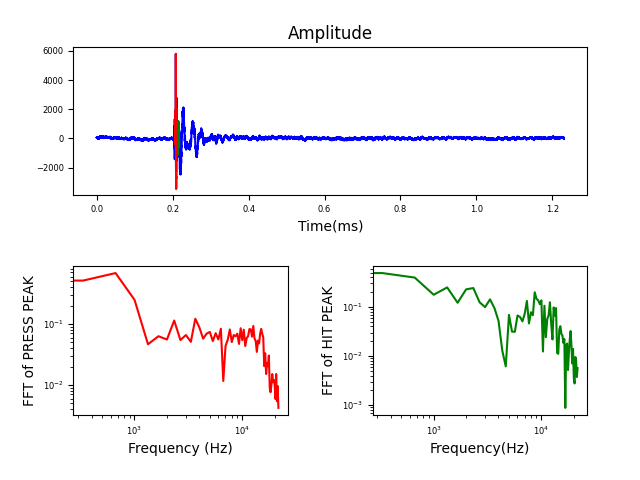 Amplitude
6000
4000
2000
0
−2000
0.0 0.2 0.4 0.6 0.8 1.0 1.2
Time(ms)
FFT of PRESS PEAK
10⁻¹
10⁻²
10³ 10⁴
Frequency (Hz)
FFT of HIT PEAK
10⁻¹
10⁻²
10⁻³
10³ 10⁴
Frequency(Hz)